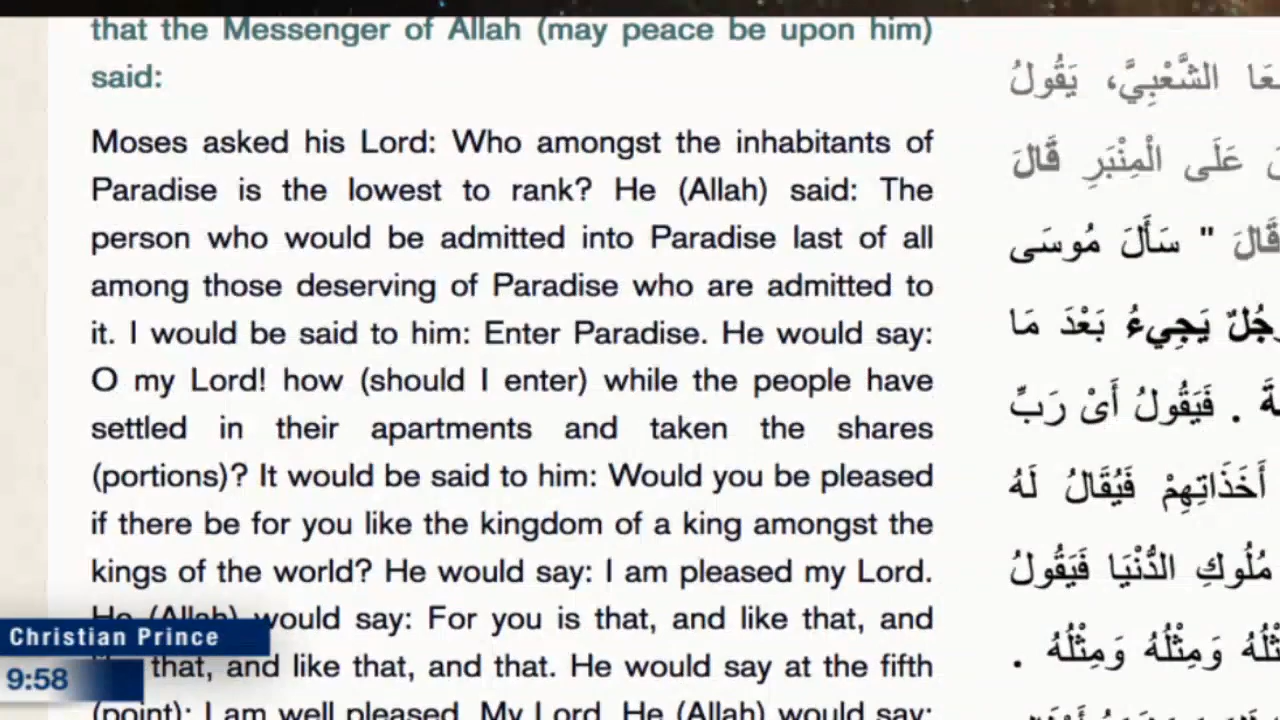 that the Messenger of Allah (may peace be upon him)
said:
Moses asked his Lord: Who amongst the inhabitants of
Paradise is the lowest to rank? He (Allah) said: The
person who would be admitted into Paradise last of all
among those deserving of Paradise who are admitted to
it. I would be said to him: Enter Paradise. He would say:
O my Lord! how (should I enter) while the people have
settled in their apartments and taken the shares
(portions)? It would be said to him: Would you be pleased
if there be for you like the kingdom of a king amongst the
kings of the world? He would say: I am pleased my Lord.
He (Allah) would say: For you is that, and like that, and
that, and like that, and that. He would say at the fifth
(point): I am well pleased. My Lord. He (Allah) would say:
الشَّعْبِيَّ، يَقُولُ
عَلَى الْمِنْبَرِ قَالَ
قَالَ " سَأَلَ مُوسَى
رَجُلٌ يَجِيءُ بَعْدَ مَا
. فَيَقُولُ أَىْ رَبِّ
أَخَذَاتِهِمْ فَيُقَالُ لَهُ
مُلُوكِ الدُّنْيَا فَيَقُولُ
وَمِثْلُهُ وَمِثْلُهُ .
Christian Prince
9:58